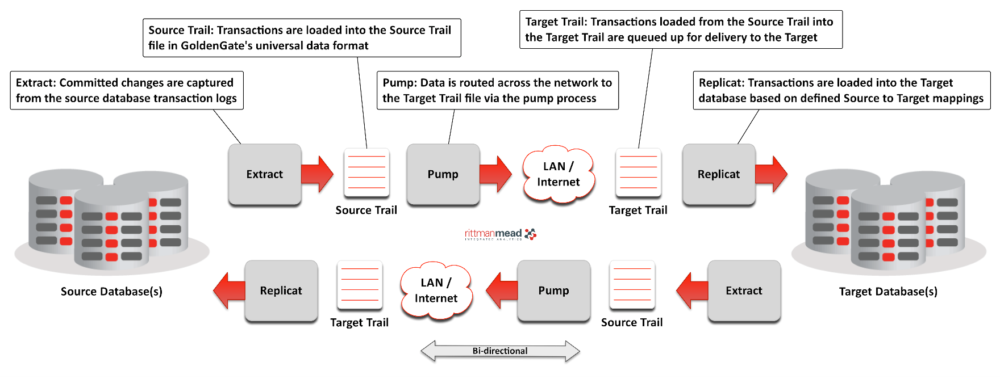 Source Trail: Transactions are loaded into the Source Trail
file in GoldenGate's universal data format
Target Trail: Transactions loaded from the Source Trail into
the Target Trail are queued up for delivery to the Target
Extract: Committed changes are captured
from the source database transaction logs
Pump: Data is routed across the network to
the Target Trail file via the pump process
Replicat: Transactions are loaded into the Target
database based on defined Source to Target mappings
Extract
Source Trail
Pump
LAN /
Internet
Target Trail
Replicat
rittmanmead
INTEGRATED ANALYTICS
Source Database(s)
Replicat
Target Trail
LAN /
Internet
Pump
Source Trail
Extract
Target Database(s)
Bi-directional